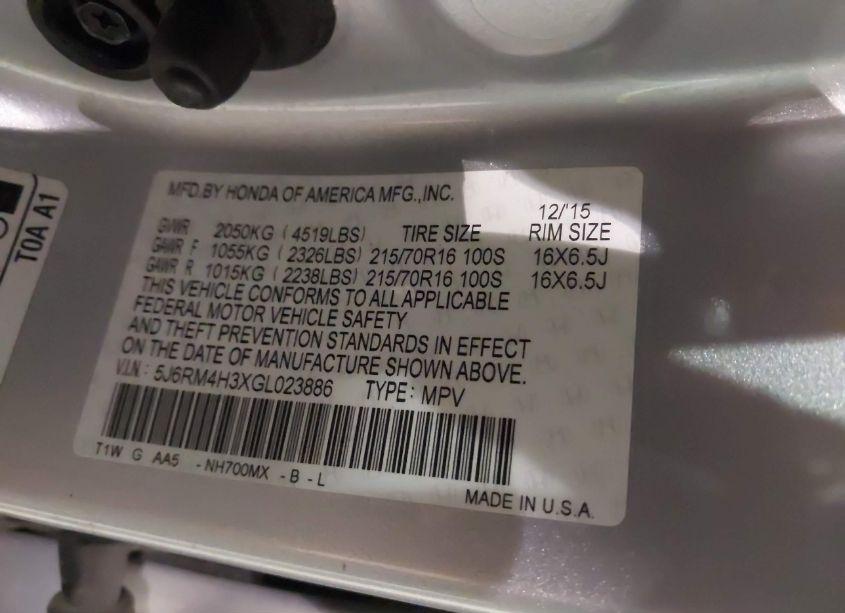 T0A A1
MFD.BY HONDA OF AMERICA MFG.,INC.
12/'15
GVWR 2050KG (4519LBS) TIRE SIZE RIM SIZE
GAWR F 1055KG (2326LBS) 215/70R16 100S 16X6.5J
GAWR R 1015KG (2238LBS) 215/70R16 100S 16X6.5J
THIS VEHICLE CONFORMS TO ALL APPLICABLE
FEDERAL MOTOR VEHICLE SAFETY
AND THEFT PREVENTION STANDARDS IN EFFECT
ON THE DATE OF MANUFACTURE SHOWN ABOVE.
V.I.N.: 5J6RM4H3XGL023886 TYPE: MPV
T1W G AA5 -NH700MX -B -L
MADE IN U.S.A.